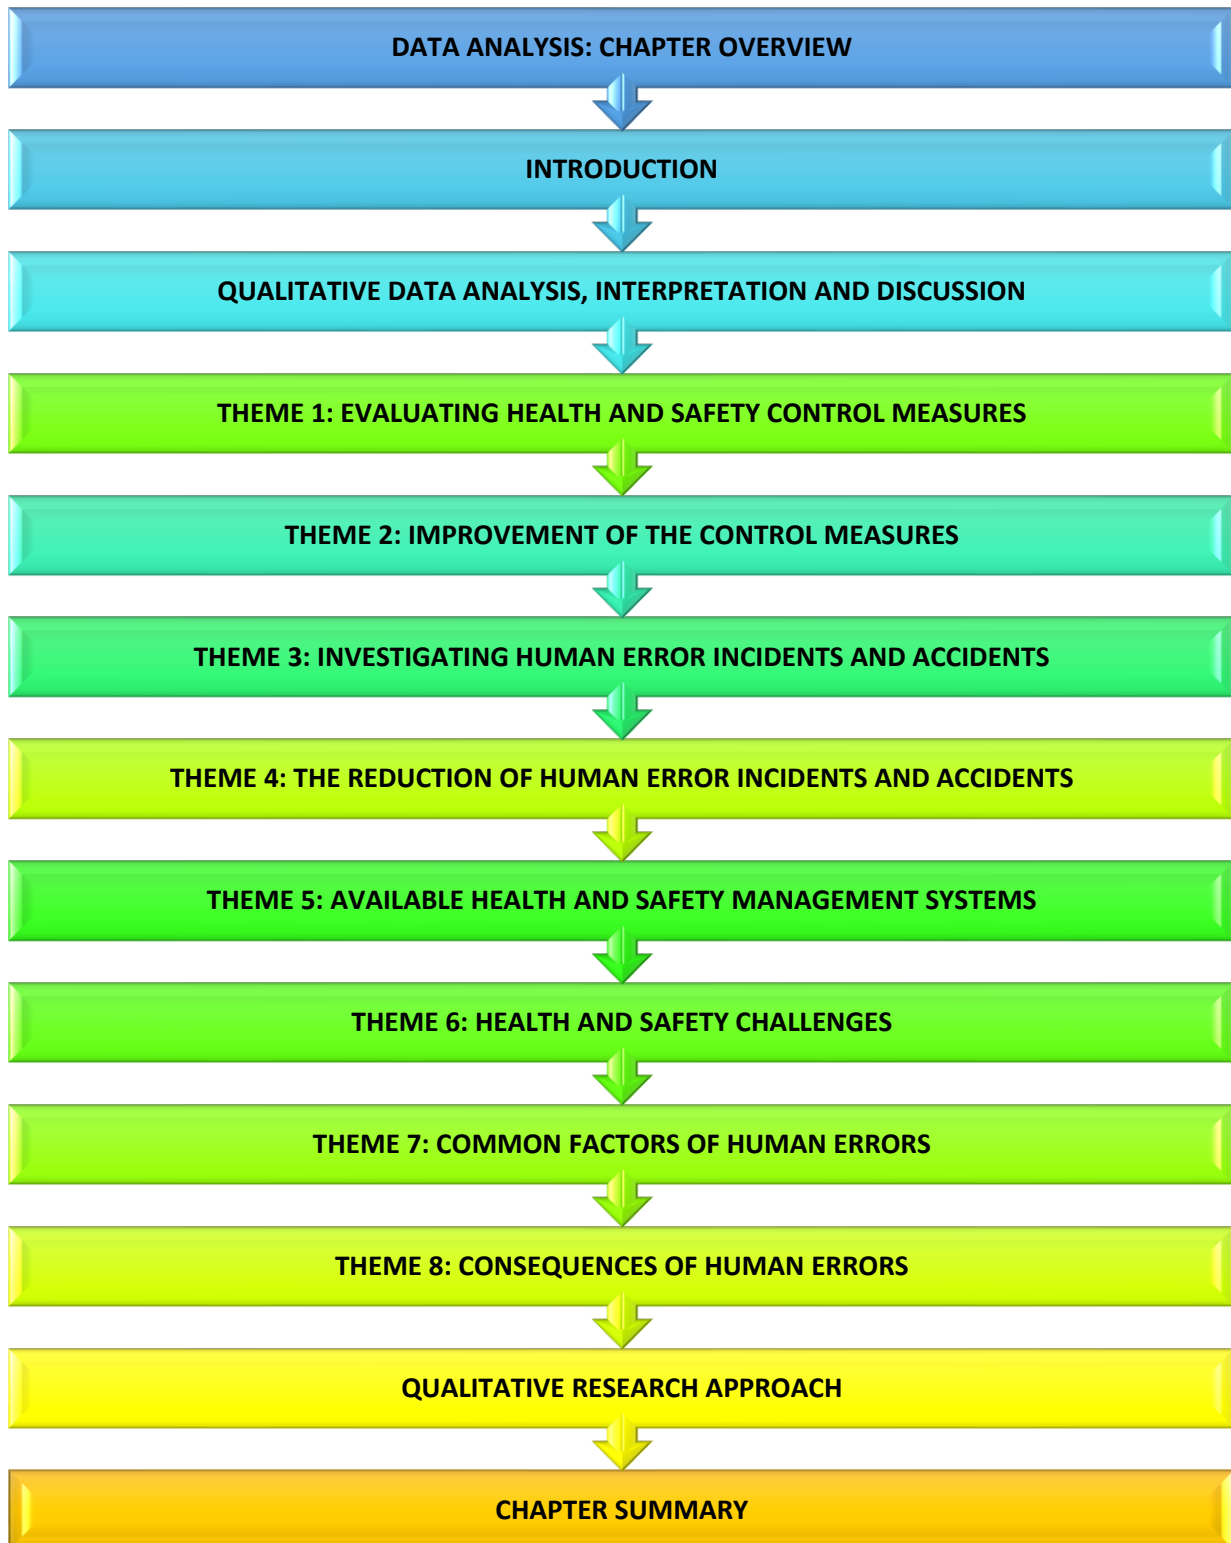 DATA ANALYSIS: CHAPTER OVERVIEW
INTRODUCTION
QUALITATIVE DATA ANALYSIS, INTERPRETATION AND DISCUSSION
THEME 1: EVALUATING HEALTH AND SAFETY CONTROL MEASURES
THEME 2: IMPROVEMENT OF THE CONTROL MEASURES
THEME 3: INVESTIGATING HUMAN ERROR INCIDENTS AND ACCIDENTS
THEME 4: THE REDUCTION OF HUMAN ERROR INCIDENTS AND ACCIDENTS
THEME 5: AVAILABLE HEALTH AND SAFETY MANAGEMENT SYSTEMS
THEME 6: HEALTH AND SAFETY CHALLENGES
THEME 7: COMMON FACTORS OF HUMAN ERRORS
THEME 8: CONSEQUENCES OF HUMAN ERRORS
QUALITATIVE RESEARCH APPROACH
CHAPTER SUMMARY